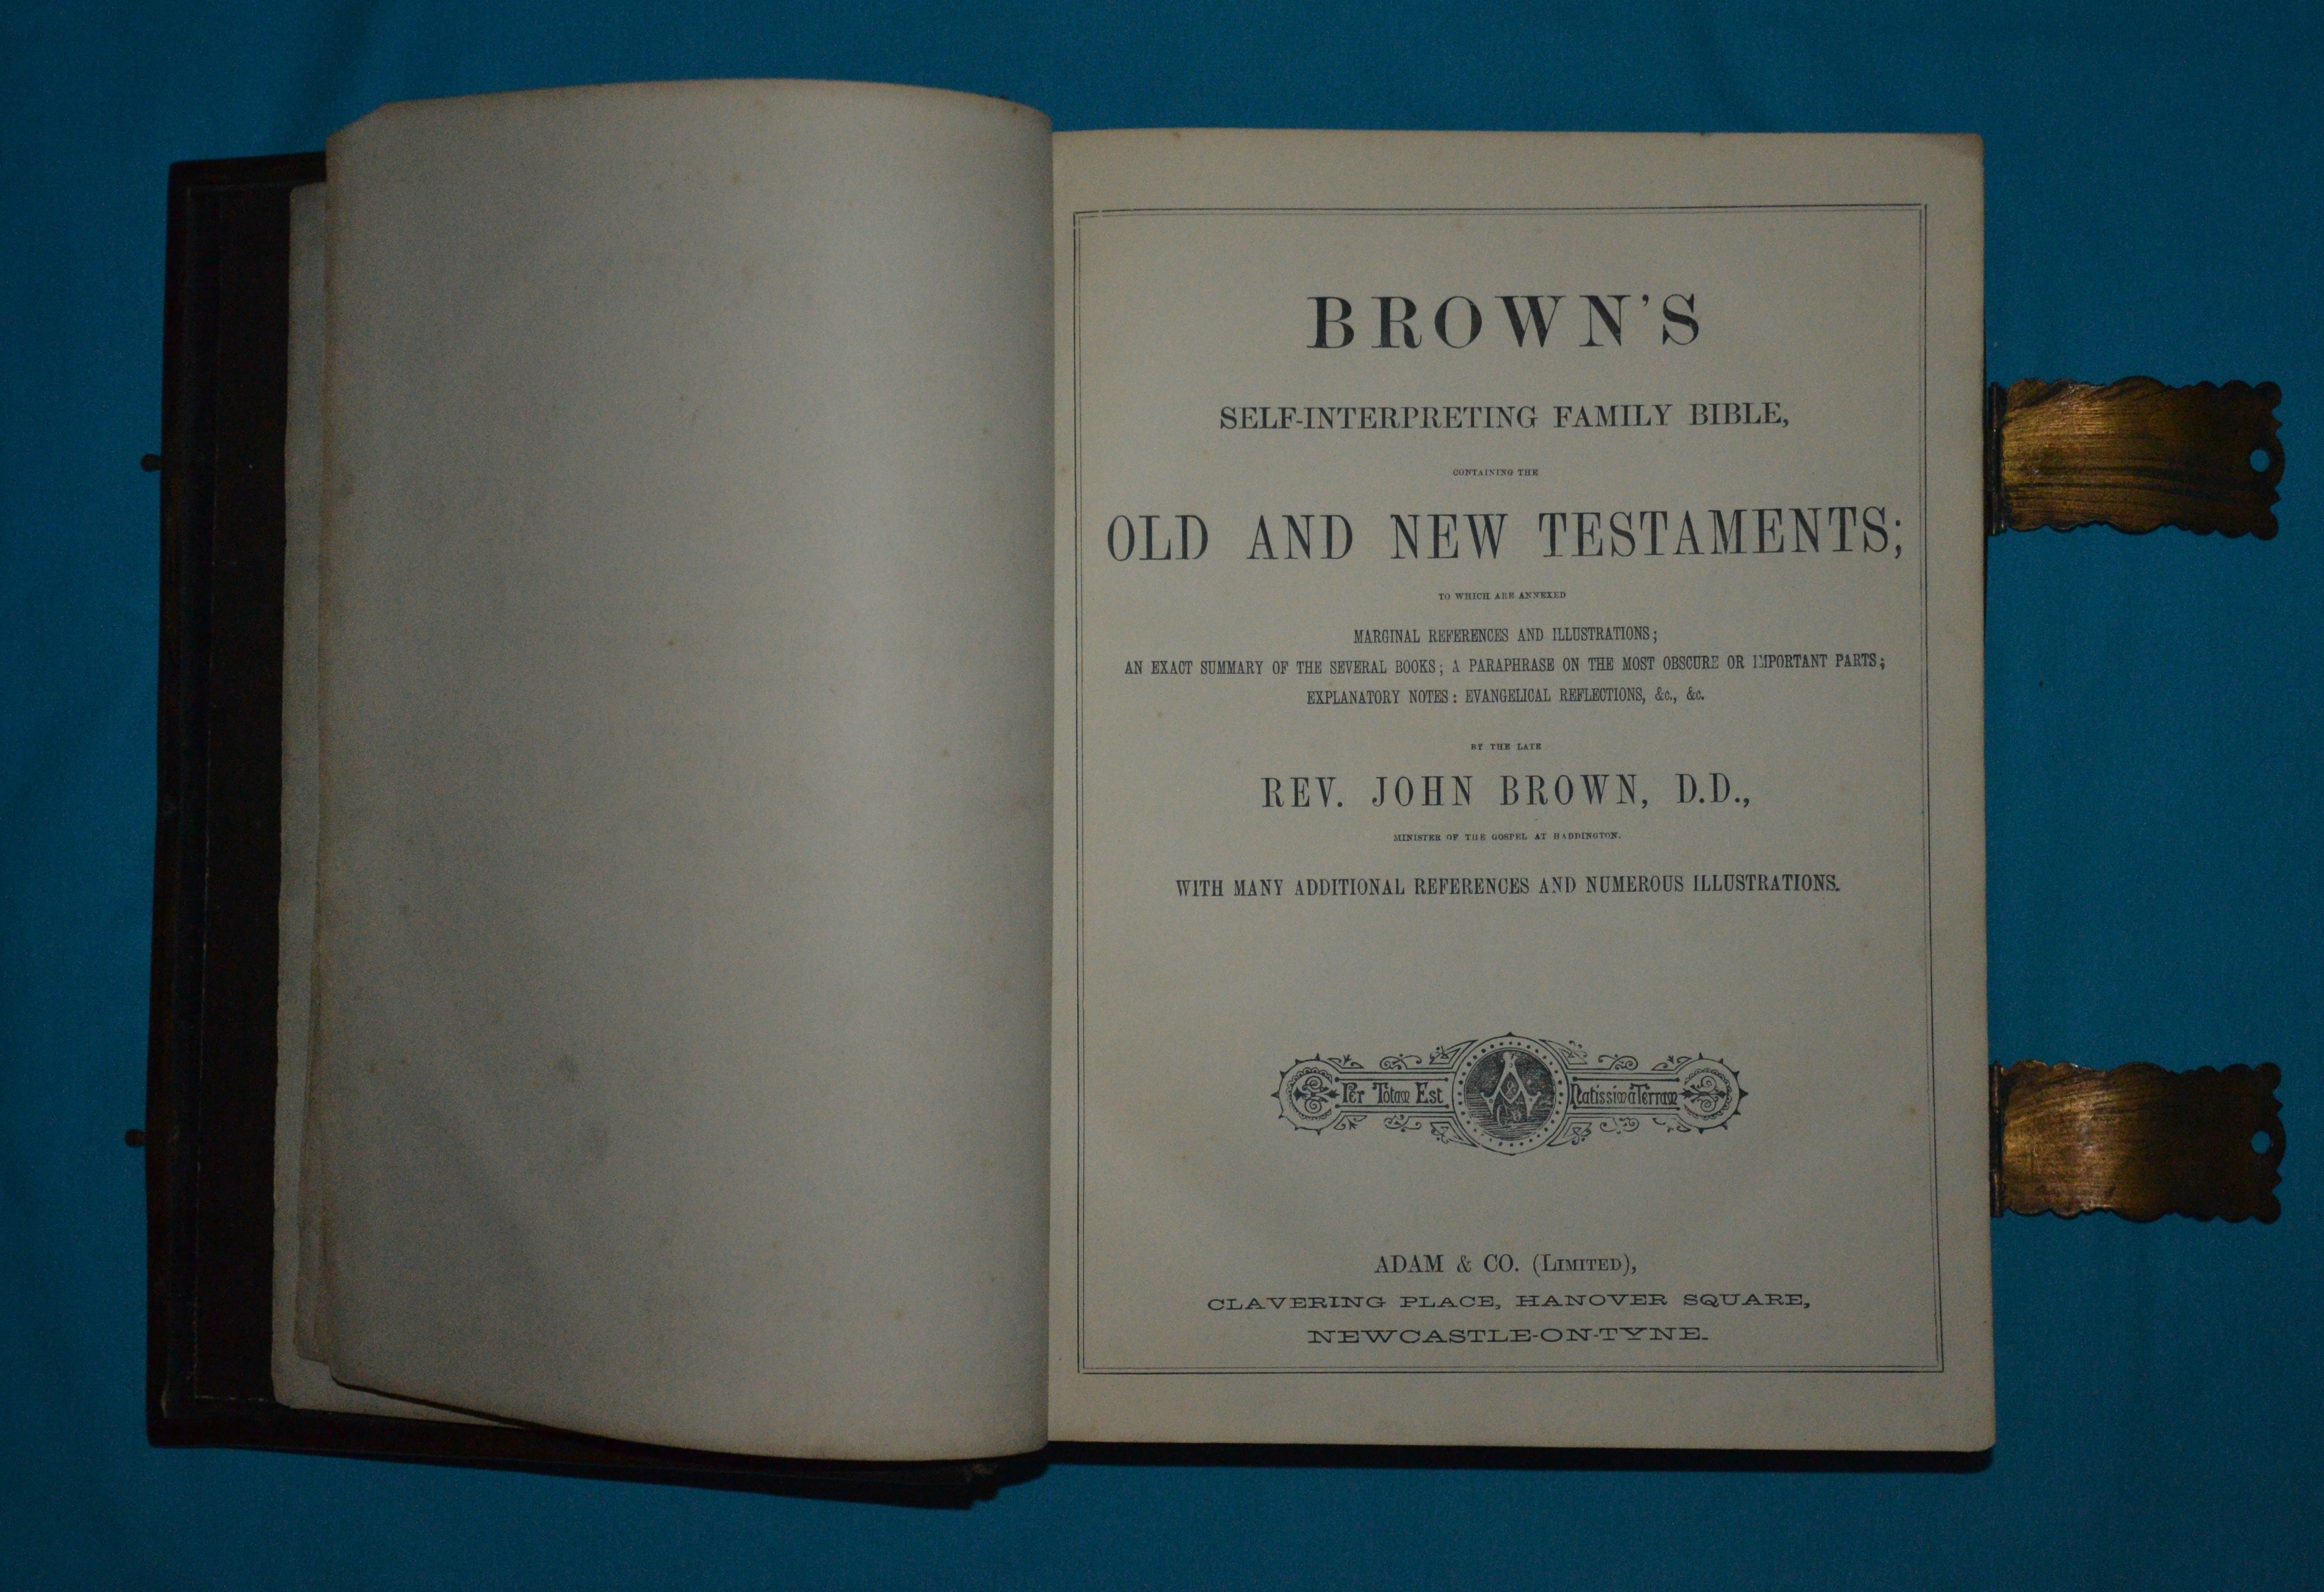 BROWN'S
SELF-INTERPRETING FAMILY BIBLE,
CONTAINING THE
OLD AND NEW TESTAMENTS;
TO WHICH ARE ANNEXED
MARGINAL REFERENCES AND ILLUSTRATIONS;
AN EXACT SUMMARY OF THE SEVERAL BOOKS; A PARAPHRASE ON THE MOST OBSCURE OR IMPORTANT PARTS;
EXPLANATORY NOTES: EVANGELICAL REFLECTIONS, &c., &c.
BY THE LATE
REV. JOHN BROWN, D.D.,
MINISTER OF THE GOSPEL AT HADDINGTON.
WITH MANY ADDITIONAL REFERENCES AND NUMEROUS ILLUSTRATIONS.
Per Totam Est Natissima Terram
ADAM & CO. (LIMITED),
CLAVERING PLACE, HANOVER SQUARE,
NEWCASTLE-ON-TYNE.